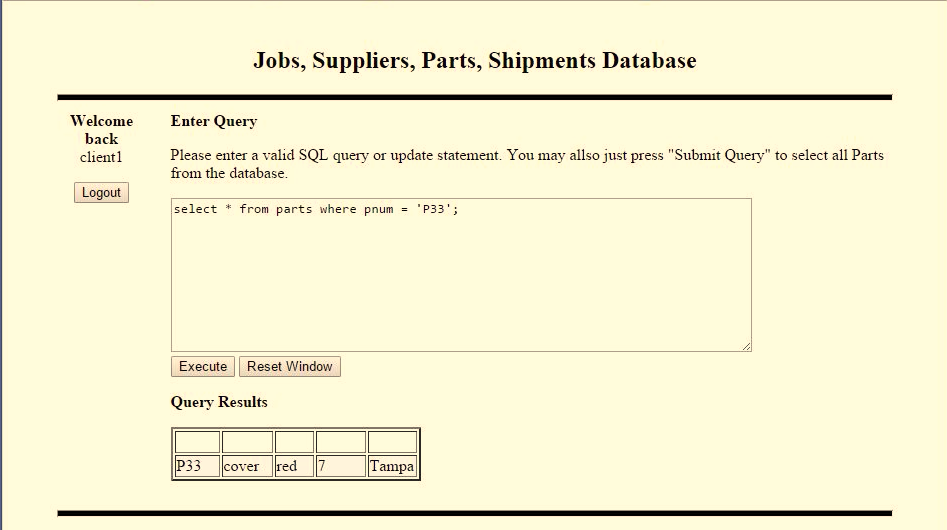 Jobs, Suppliers, Parts, Shipments Database
Welcome
back
client1
Logout
Enter Query
Please enter a valid SQL query or update statement. You may allso just press "Submit Query" to select all Parts
from the database.
select * from parts where pnum = 'P33';
Execute Reset Window
Query Results
P33 cover red 7 Tampa